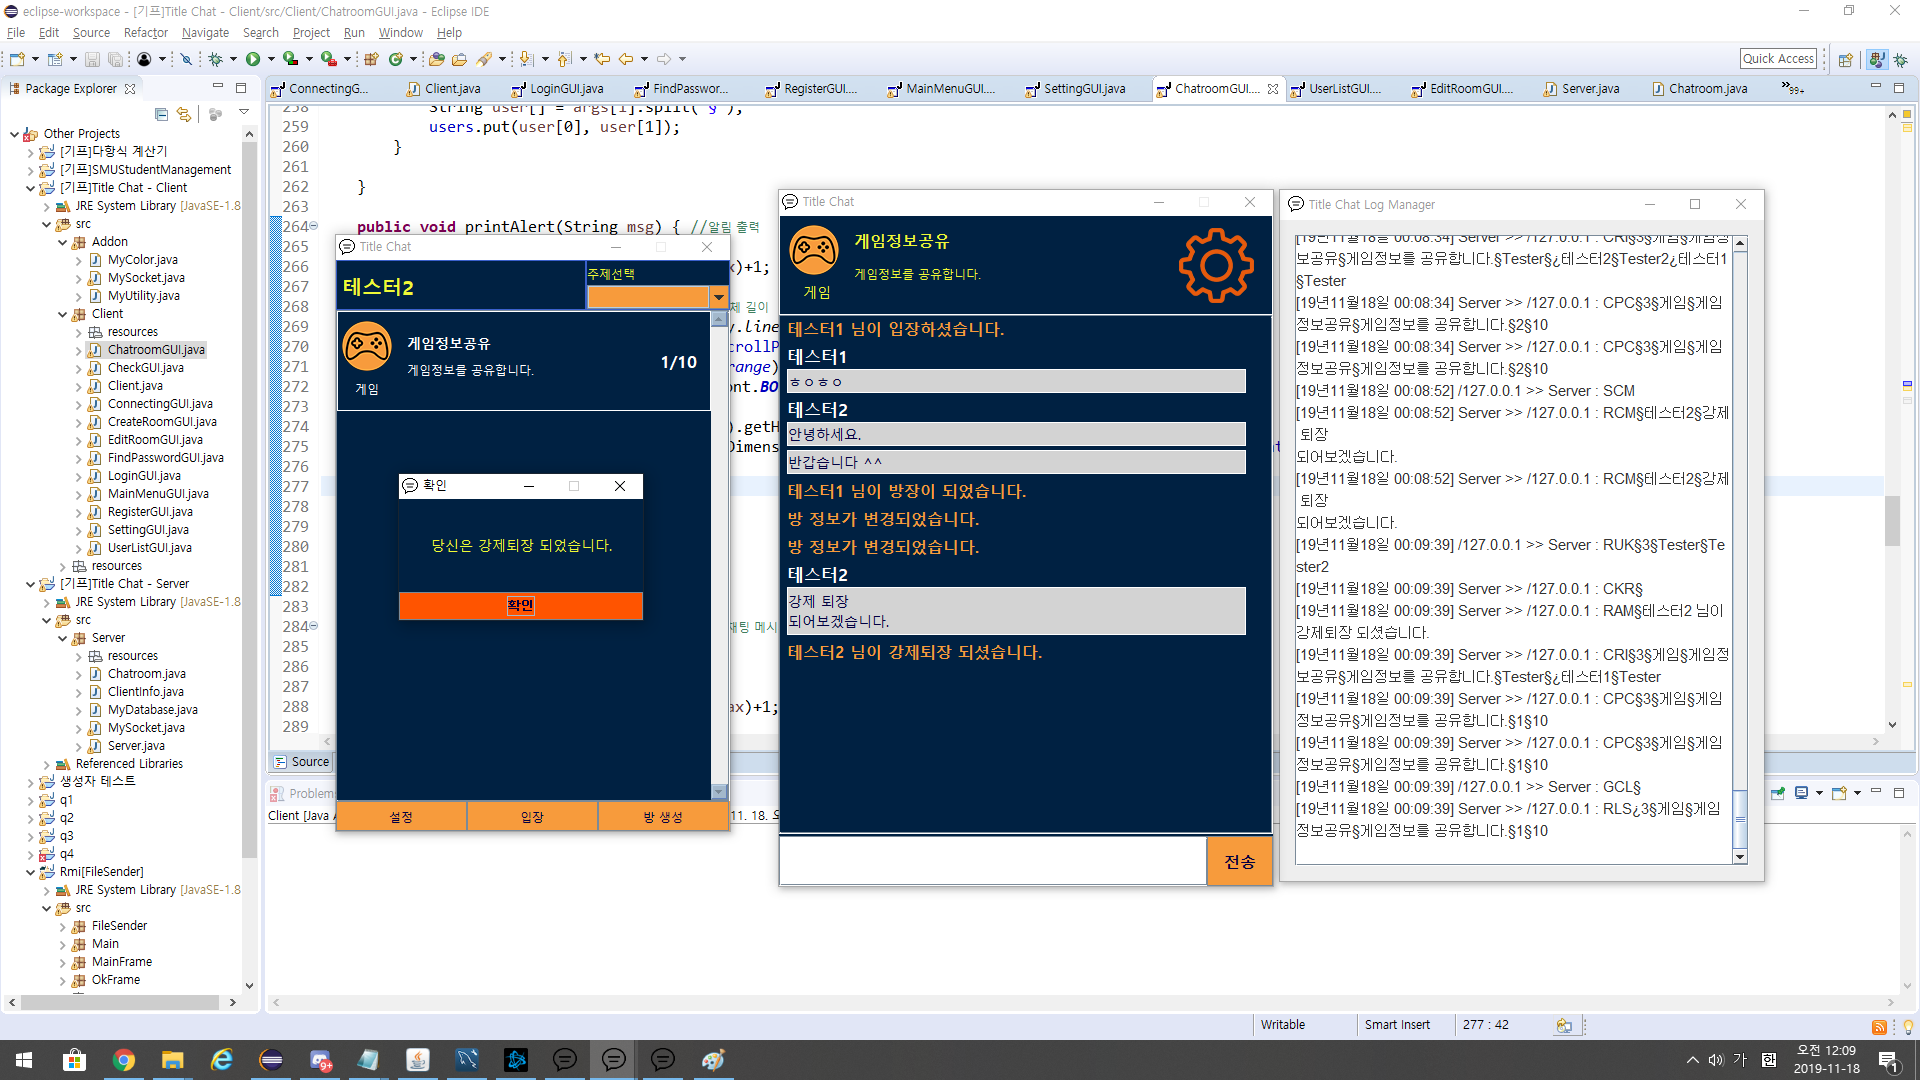 eclipse-workspace - [기프]Title Chat - Client/src/Client/ChatroomGUI.java - Eclipse IDE
File Edit Source Refactor Navigate Search Project Run Window Help
Quick Access
Package Explorer
ConnectingG...
Client.java
LoginGUI.java
FindPasswor...
RegisterGUI....
MainMenuGUI....
SettingGUI.java
ChatroomGUI....
UserListGUI....
EditRoomGUI....
Server.java
Chatroom.java
99+
Other Projects
[기프]다항식 계산기
[기프]SMUStudentManagement
[기프]Title Chat - Client
JRE System Library [JavaSE-1.8
src
Addon
MyColor.java
MySocket.java
MyUtility.java
Client
resources
ChatroomGUI.java
CheckGUI.java
Client.java
ConnectingGUI.java
CreateRoomGUI.java
EditRoomGUI.java
FindPasswordGUI.java
LoginGUI.java
MainMenuGUI.java
RegisterGUI.java
SettingGUI.java
UserListGUI.java
resources
[기프]Title Chat - Server
JRE System Library [JavaSE-1.8
src
Server
resources
Chatroom.java
ClientInfo.java
MyDatabase.java
MySocket.java
Server.java
Referenced Libraries
생성자 테스트
q1
q2
q3
q4
Rmi[FileSender]
JRE System Library [JavaSE-1.8
src
FileSender
Main
MainFrame
OkFrame
258 String user[] = args[i].split("§");
259 users.put(user[0], user[1]);
260 }
261
262 }
263
264 public void printAlert(String msg) { //알림 출력
265
266 x)+1;
267
268 제 길이
269 y.line
270 crollP
271 range)
272 ont.BO
273
274 ).getH
275 Dimens
276
277
278
279
280
281
282
283
284 채팅 메시
285
286
287
288 ax)+1;
289
Source
Problems
Client [Java
11. 18. 오
Title Chat
테스터2
주제선택
게임정보공유
게임정보를 공유합니다.
1/10
게임
확인
당신은 강제퇴장 되었습니다.
확인
설정
입장
방 생성
Title Chat
게임정보공유
게임정보를 공유합니다.
게임
테스터1 님이 입장하셨습니다.
테스터1
ㅎㅇㅎㅇ
테스터2
안녕하세요.
반갑습니다 ^^
테스터1 님이 방장이 되었습니다.
방 정보가 변경되었습니다.
방 정보가 변경되었습니다.
테스터2
강제 퇴장
되어보겠습니다.
테스터2 님이 강제퇴장 되셨습니다.
전송
Title Chat Log Manager
[19년11월18일 00:08:34] Server >> /127.0.0.1 : CRI§3§게임§게임정
보공유§게임정보를 공유합니다.§Tester§¿테스터2§Tester2¿테스터1
§Tester
[19년11월18일 00:08:34] Server >> /127.0.0.1 : CPC§3§게임§게임
정보공유§게임정보를 공유합니다.§2§10
[19년11월18일 00:08:34] Server >> /127.0.0.1 : CPC§3§게임§게임
정보공유§게임정보를 공유합니다.§2§10
[19년11월18일 00:08:52] /127.0.0.1 >> Server : SCM
[19년11월18일 00:08:52] Server >> /127.0.0.1 : RCM§테스터2§강제
퇴장
되어보겠습니다.
[19년11월18일 00:08:52] Server >> /127.0.0.1 : RCM§테스터2§강제
퇴장
되어보겠습니다.
[19년11월18일 00:09:39] /127.0.0.1 >> Server : RUK§3§Tester§Te
ster2
[19년11월18일 00:09:39] Server >> /127.0.0.1 : CKR§
[19년11월18일 00:09:39] Server >> /127.0.0.1 : RAM§테스터2 님이
강제퇴장 되셨습니다.
[19년11월18일 00:09:39] Server >> /127.0.0.1 : CRI§3§게임§게임정
보공유§게임정보를 공유합니다.§Tester§¿테스터1§Tester
[19년11월18일 00:09:39] Server >> /127.0.0.1 : CPC§3§게임§게임
정보공유§게임정보를 공유합니다.§1§10
[19년11월18일 00:09:39] Server >> /127.0.0.1 : CPC§3§게임§게임
정보공유§게임정보를 공유합니다.§1§10
[19년11월18일 00:09:39] /127.0.0.1 >> Server : GCL§
[19년11월18일 00:09:39] Server >> /127.0.0.1 : RLS¿3§게임§게임
정보공유§게임정보를 공유합니다.§1§10
Writable
Smart Insert
277 : 42
9+
가
한
오전 12:09
2019-11-18
1